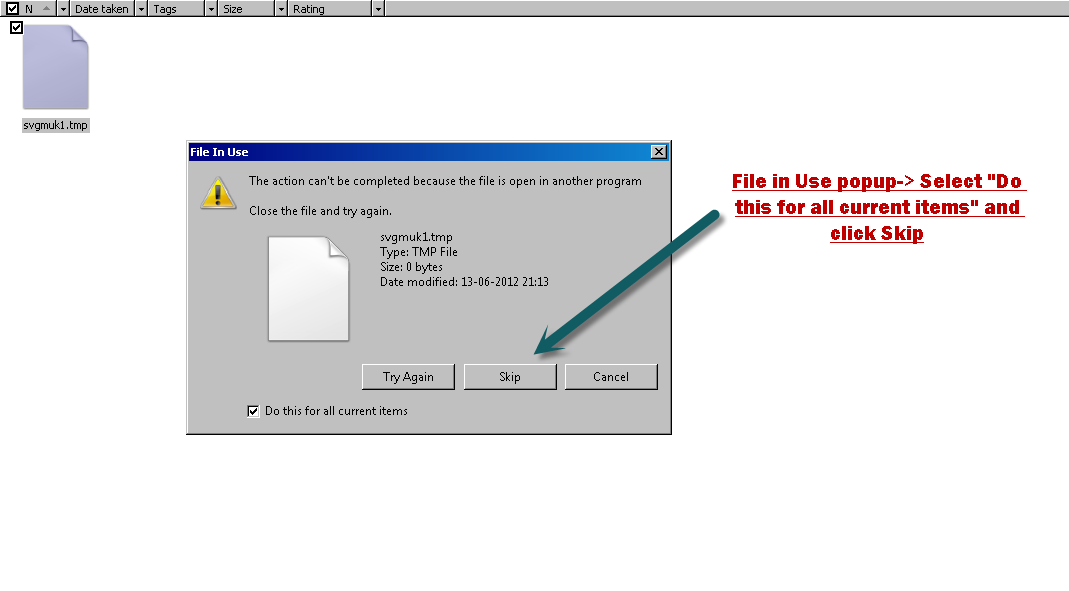 N Date taken Tags Size Rating
svgmuk1.tmp
File In Use
The action can't be completed because the file is open in another program
Close the file and try again.
svgmuk1.tmp
Type: TMP File
Size: 0 bytes
Date modified: 13-06-2012 21:13
Try Again Skip Cancel
Do this for all current items
File in Use popup-> Select "Do
this for all current items" and
click Skip